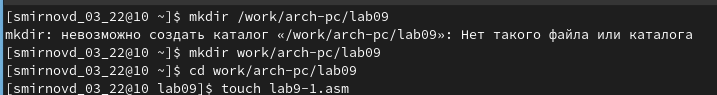 [smirnovd_03_22@10 ~]$ mkdir /work/arch-pc/lab09
mkdir: невозможно создать каталог «/work/arch-pc/lab09»: Нет такого файла или каталога
[smirnovd_03_22@10 ~]$ mkdir work/arch-pc/lab09
[smirnovd_03_22@10 ~]$ cd work/arch-pc/lab09
[smirnovd_03_22@10 lab09]$ touch lab9-1.asm